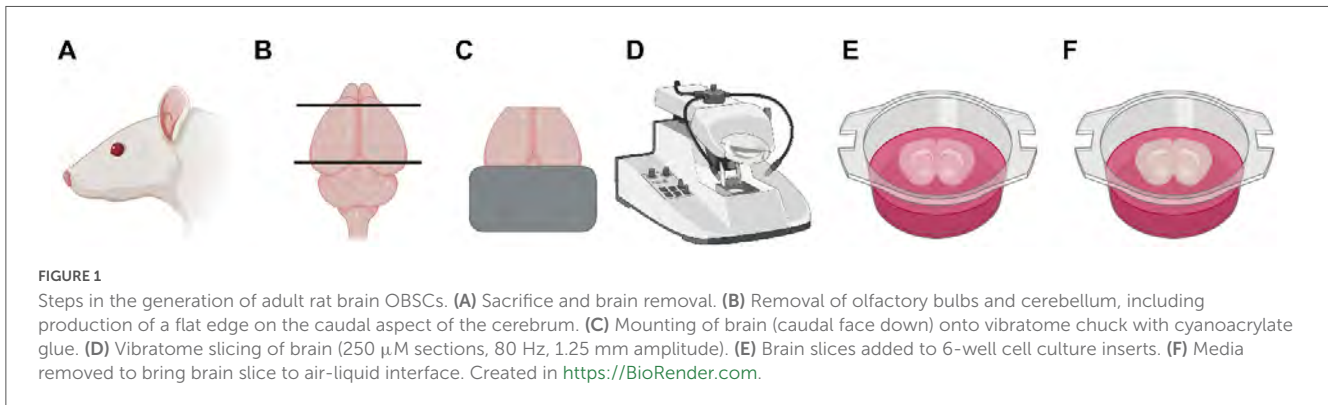 A B C D E F
FIGURE 1
Steps in the generation of adult rat brain OBSCs. (A) Sacrifice and brain removal. (B) Removal of olfactory bulbs and cerebellum, including
production of a flat edge on the caudal aspect of the cerebrum. (C) Mounting of brain (caudal face down) onto vibratome chuck with cyanoacrylate
glue. (D) Vibratome slicing of brain (250 μM sections, 80 Hz, 1.25 mm amplitude). (E) Brain slices added to 6-well cell culture inserts. (F) Media
removed to bring brain slice to air-liquid interface. Created in https://BioRender.com.